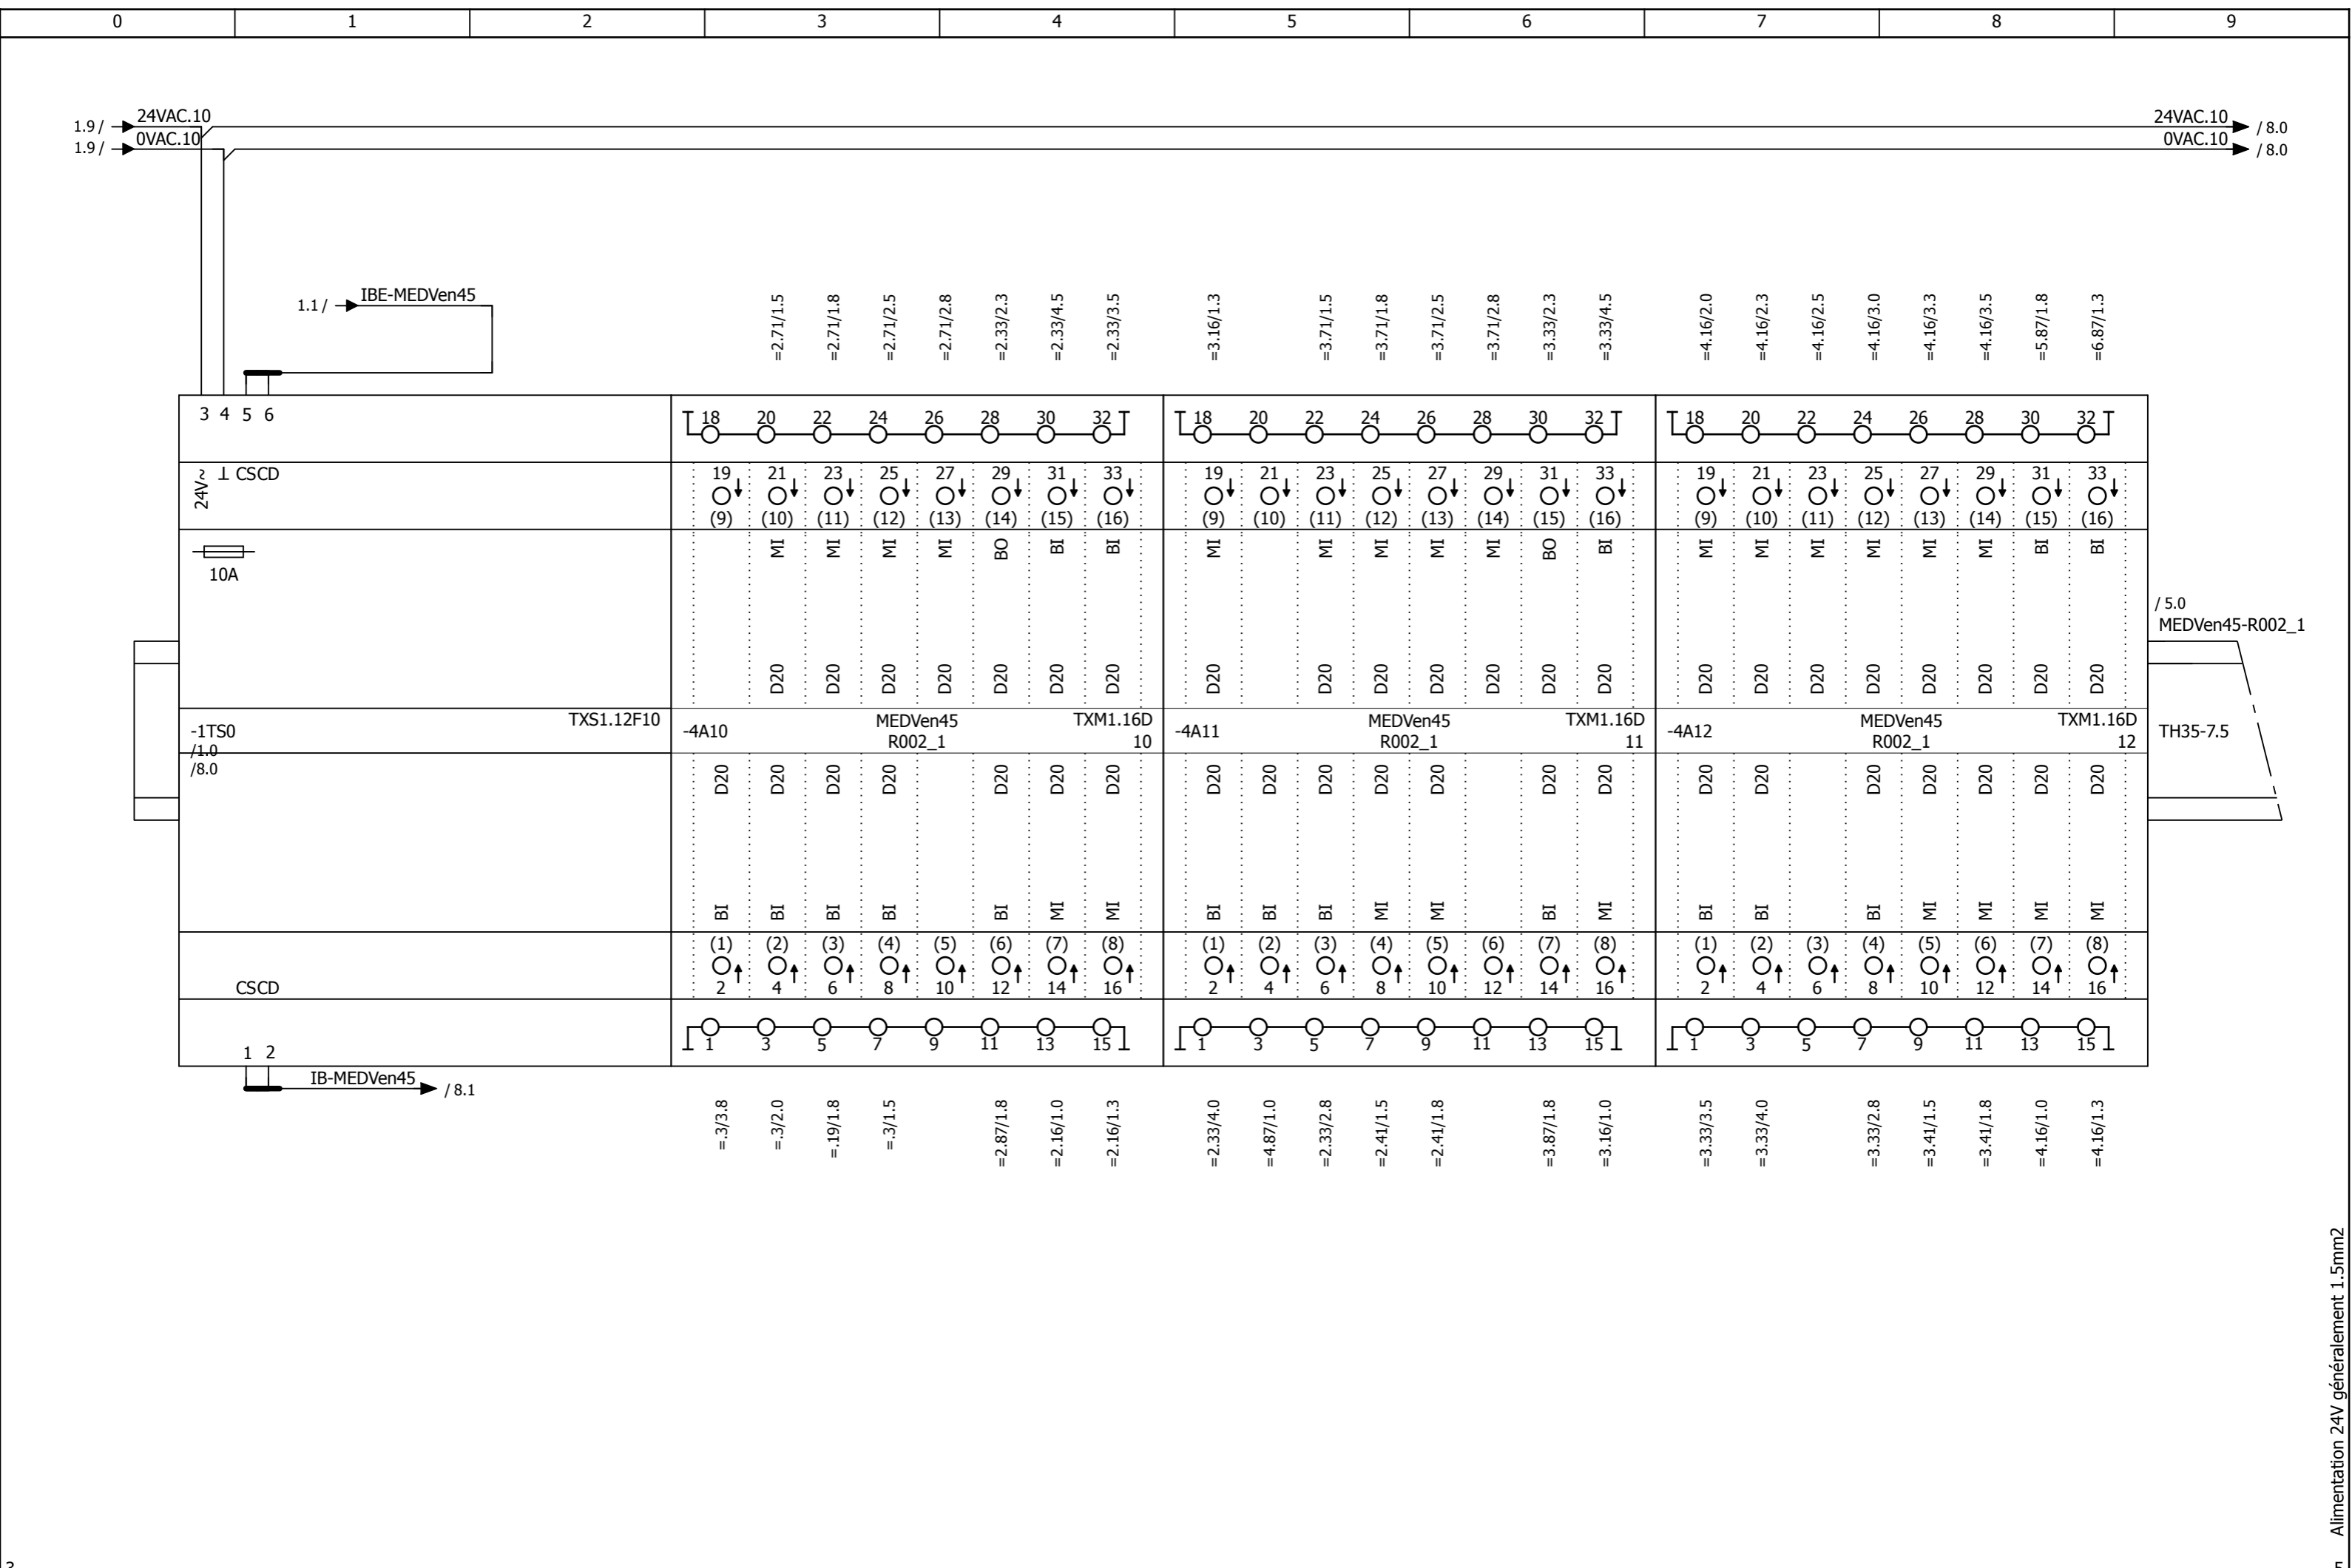 0 1 2 3 4 5 6 7 8 9
1.9 / 24VAC.10 24VAC.10 / 8.0
1.9 / 0VAC.10 0VAC.10 / 8.0
1.1 / IBE-MEDVen45
=2.71/1.5 =2.71/1.8 =2.71/2.5 =2.71/2.8 =2.33/2.3 =2.33/4.5 =2.33/3.5 =3.16/1.3 =3.71/1.5 =3.71/1.8 =3.71/2.5 =3.71/2.8 =3.33/2.3 =3.33/4.5 =4.16/2.0 =4.16/2.3 =4.16/2.5 =4.16/3.0 =4.16/3.3 =4.16/3.5 =5.87/1.8 =6.87/1.3
3 4 5 6 18 20 22 24 26 28 30 32 18 20 22 24 26 28 30 32 18 20 22 24 26 28 30 32
24V~ ⊥ CSCD 19 21 23 25 27 29 31 33 19 21 23 25 27 29 31 33 19 21 23 25 27 29 31 33
(9) (10) (11) (12) (13) (14) (15) (16) (9) (10) (11) (12) (13) (14) (15) (16) (9) (10) (11) (12) (13) (14) (15) (16)
MI MI MI MI BO BI BI MI MI MI MI MI BO BI MI MI MI MI MI MI BI BI
10A
/ 5.0
MEDVen45-R002_1
D20 D20 D20 D20 D20 D20 D20 D20 D20 D20 D20 D20 D20 D20 D20 D20 D20 D20 D20 D20 D20 D20
-1TS0 TXS1.12F10 -4A10 MEDVen45 TXM1.16D -4A11 MEDVen45 TXM1.16D -4A12 MEDVen45 TXM1.16D TH35-7.5
/1.0 R002_1 10 R002_1 11 R002_1 12
/8.0
D20 D20 D20 D20 D20 D20 D20 D20 D20 D20 D20 D20 D20 D20 D20 D20 D20 D20 D20 D20 D20
BI BI BI BI BI MI MI BI BI BI MI MI BI MI BI BI BI MI MI MI MI
(1) (2) (3) (4) (5) (6) (7) (8) (1) (2) (3) (4) (5) (6) (7) (8) (1) (2) (3) (4) (5) (6) (7) (8)
CSCD 2 4 6 8 10 12 14 16 2 4 6 8 10 12 14 16 2 4 6 8 10 12 14 16
1 2 1 3 5 7 9 11 13 15 1 3 5 7 9 11 13 15 1 3 5 7 9 11 13 15
IB-MEDVen45 / 8.1
=.3/3.8 =.3/2.0 =.19/1.8 =.3/1.5 =2.87/1.8 =2.16/1.0 =2.16/1.3 =2.33/4.0 =4.87/1.0 =2.33/2.8 =2.41/1.5 =2.41/1.8 =3.87/1.8 =3.16/1.0 =3.33/3.5 =3.33/4.0 =3.33/2.8 =3.41/1.5 =3.41/1.8 =4.16/1.0 =4.16/1.3
Alimentation 24V généralement 1.5mm2